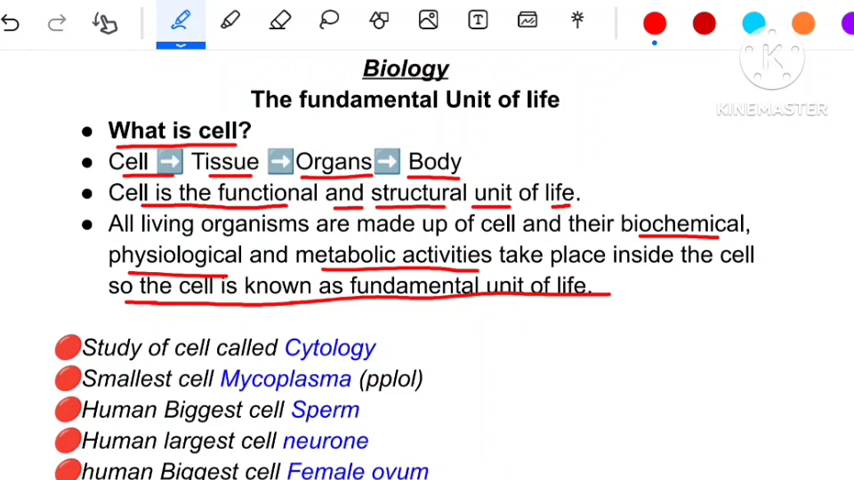 Biology
KINEMASTER
The fundamental Unit of life
● What is cell?
● Cell ➡️ Tissue ➡️Organs➡️ Body
● Cell is the functional and structural unit of life.
● All living organisms are made up of cell and their biochemical,
physiological and metabolic activities take place inside the cell
so the cell is known as fundamental unit of life.
🔴Study of cell called Cytology
🔴Smallest cell Mycoplasma (pplol)
🔴Human Biggest cell Sperm
🔴Human largest cell neurone
🔴human Biggest cell Female ovum